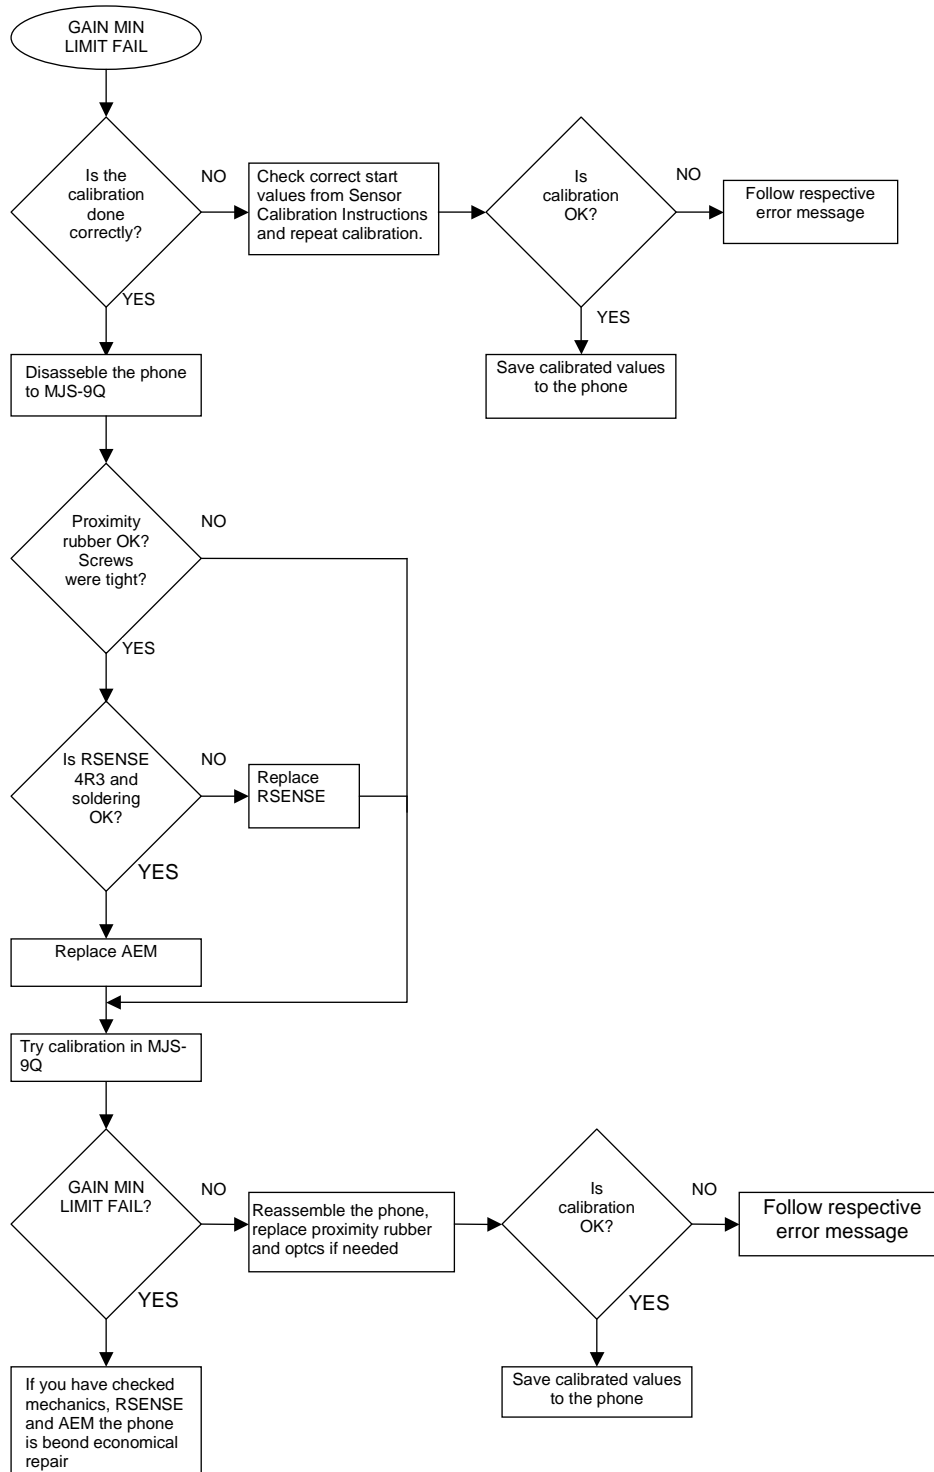 GAIN MIN
LIMIT FAIL
Is the
calibration
done
correctly?
NO
Check correct start
values from Sensor
Calibration Instructions
and repeat calibration.
Is
calibration
OK?
NO
Follow respective
error message
YES
YES
Save calibrated values
to the phone
Disasseble the phone
to MJS-9Q
Proximity
rubber OK?
Screws
were tight?
NO
YES
Is RSENSE
4R3 and
soldering
OK?
NO
Replace
RSENSE
YES
Replace AEM
Try calibration in MJS-
9Q
GAIN MIN
LIMIT FAIL?
NO
Reassemble the phone,
replace proximity rubber
and optcs if needed
Is
calibration
OK?
NO
Follow respective
error message
YES
YES
Save calibrated values
to the phone
If you have checked
mechanics, RSENSE
and AEM the phone
is beond economical
repair